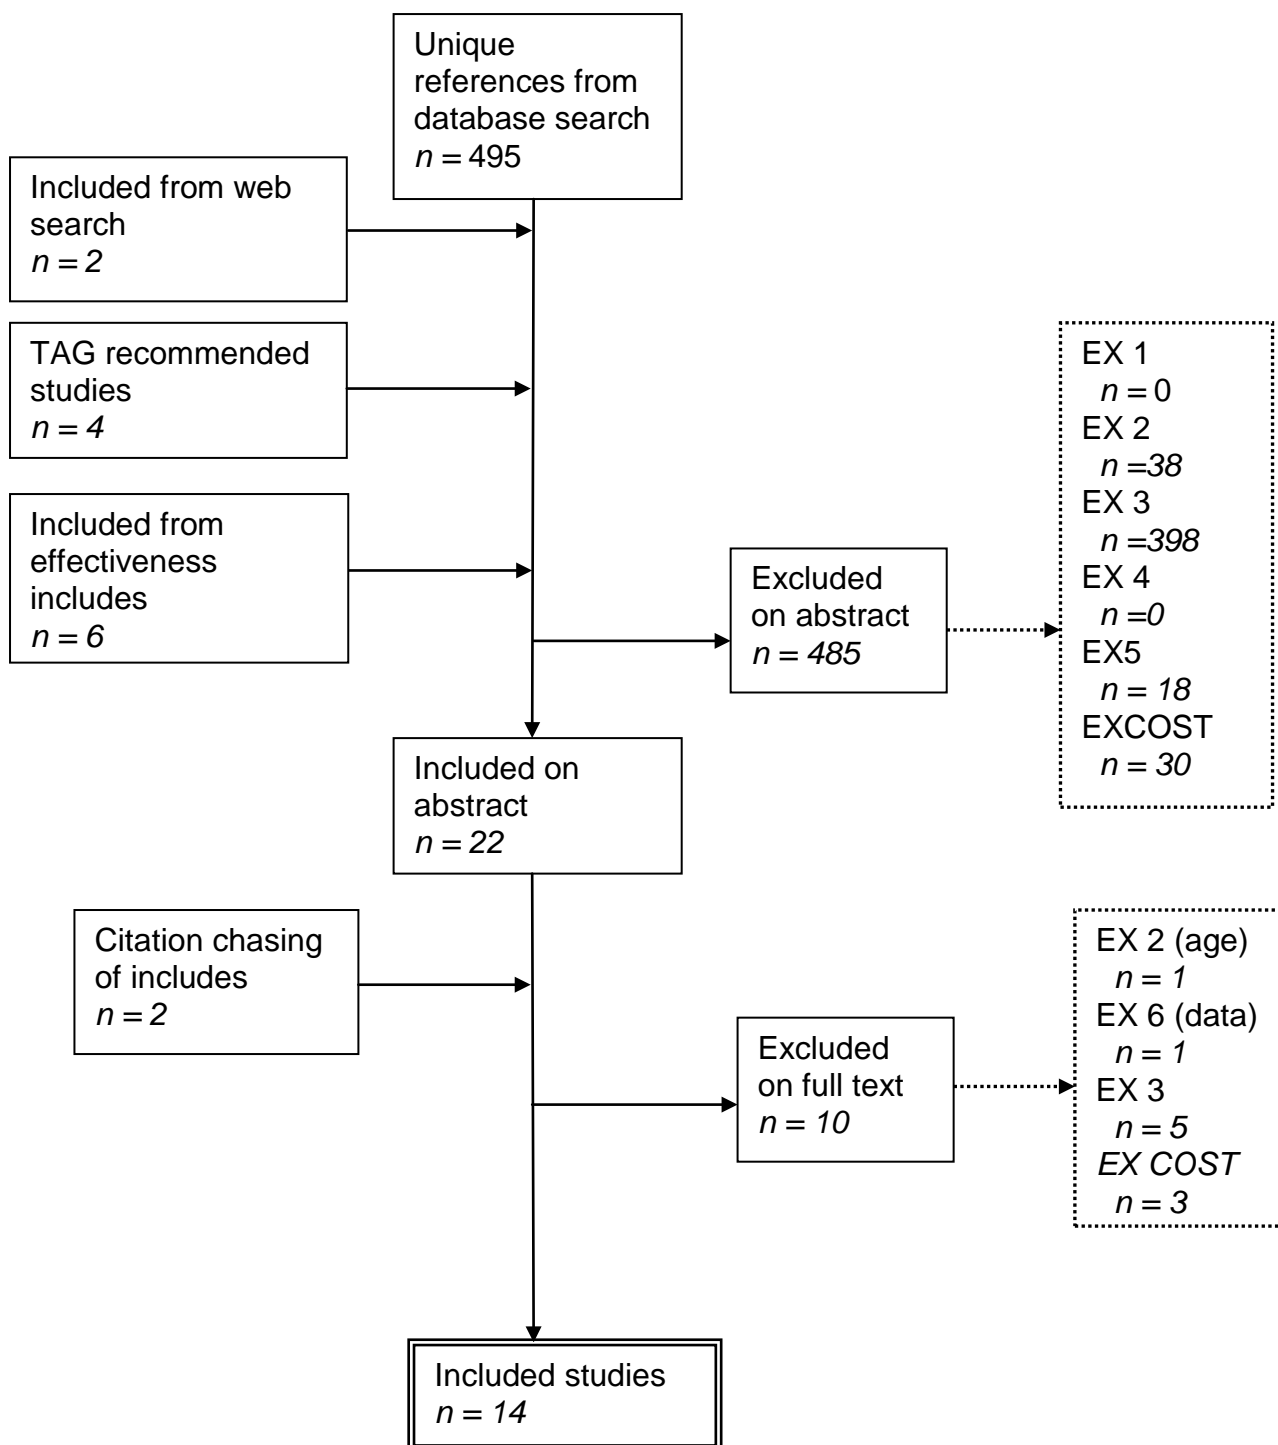 Unique
references from
database search
n = 495
Included from web
search
n = 2
TAG recommended
studies
n = 4
Included from
effectiveness
includes
n = 6
Excluded
on abstract
n = 485
EX 1
n = 0
EX 2
n =38
EX 3
n =398
EX 4
n =0
EX5
n = 18
EXCOST
n = 30
Included on
abstract
n = 22
Citation chasing
of includes
n = 2
Excluded
on full text
n = 10
EX 2 (age)
n = 1
EX 6 (data)
n = 1
EX 3
n = 5
EX COST
n = 3
Included studies
n = 14